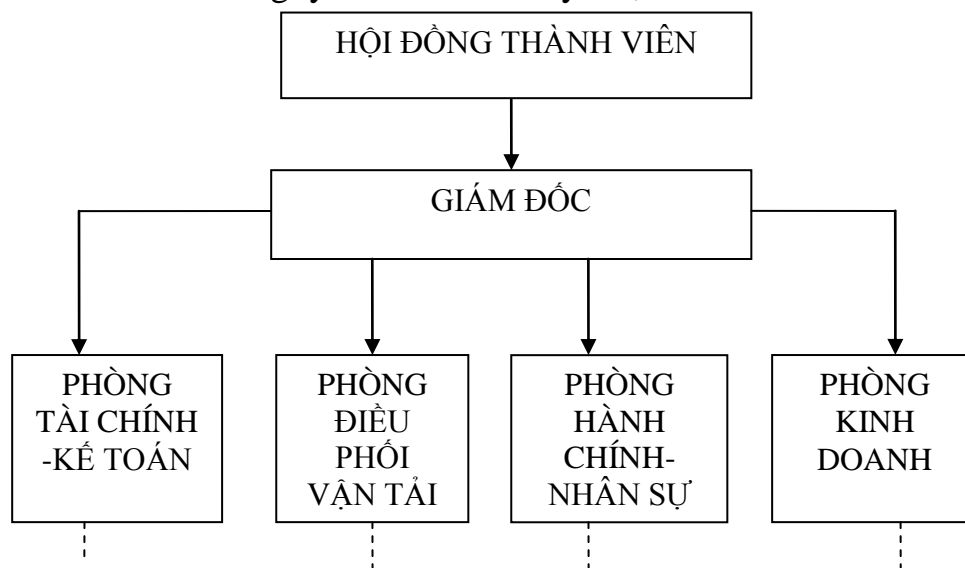 HỘI ĐỒNG THÀNH VIÊN
GIÁM ĐỐC
PHÒNG
TÀI CHÍNH
-KẾ TOÁN
PHÒNG
ĐIỀU
PHỐI
VẬN TẢI
PHÒNG
HÀNH
CHÍNH-
NHÂN SỰ
PHÒNG
KINH
DOANH